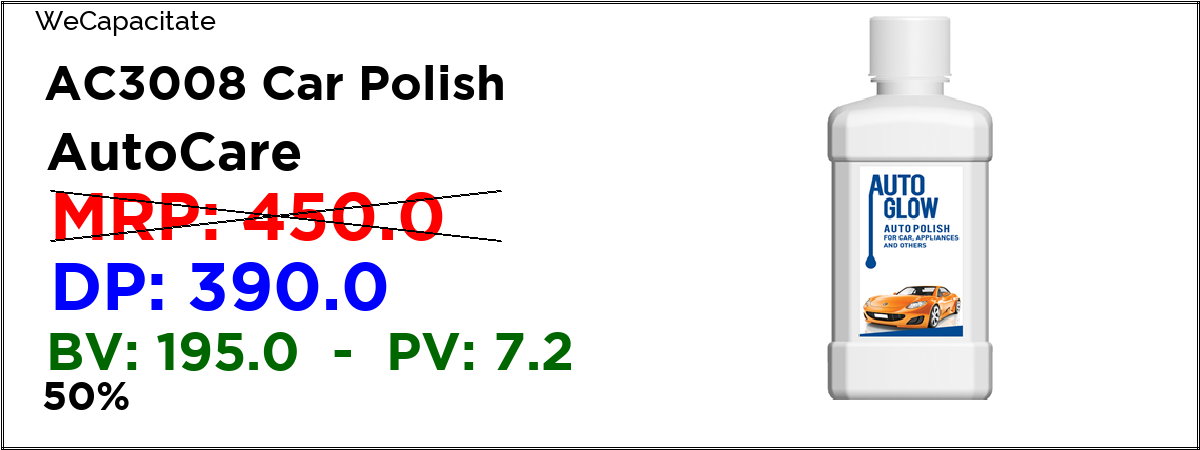 WeCapacitate
AC3008 Car Polish
AutoCare
MRP: 450.0
DP: 390.0
BV: 195.0 - PV: 7.2
50%
AUTO
GLOW
AUTO POLISH
FOR CAR, APPLIANCES
AND OTHERS